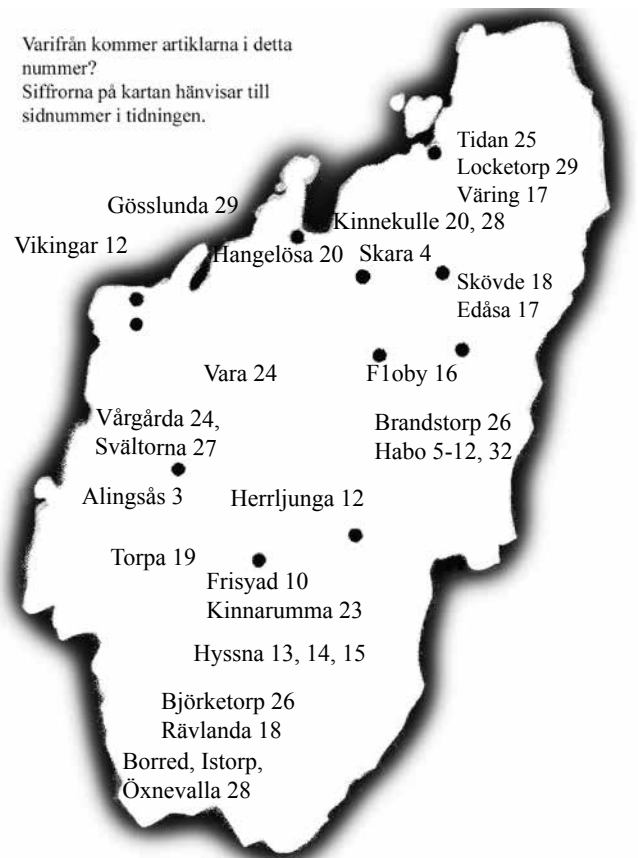 Varifrån kommer artiklarna i detta
nummer?
Siffrorna på kartan hänvisar till
sidnummer i tidningen.
Tidan 25
Locketorp 29
Väring 17
Gösslunda 29
Kinnekulle 20, 28
Vikingar 12
Hangelösa 20
Skara 4
Skövde 18
Edåsa 17
Vara 24
F1oby 16
Vårgårda 24,
Svältorna 27
Brandstorp 26
Habo 5-12, 32
Alingsås 3
Herrljunga 12
Torpa 19
Frisyad 10
Kinnarumma 23
Hyssna 13, 14, 15
Björketorp 26
Rävlanda 18
Borred, Istorp,
Öxnevalla 28